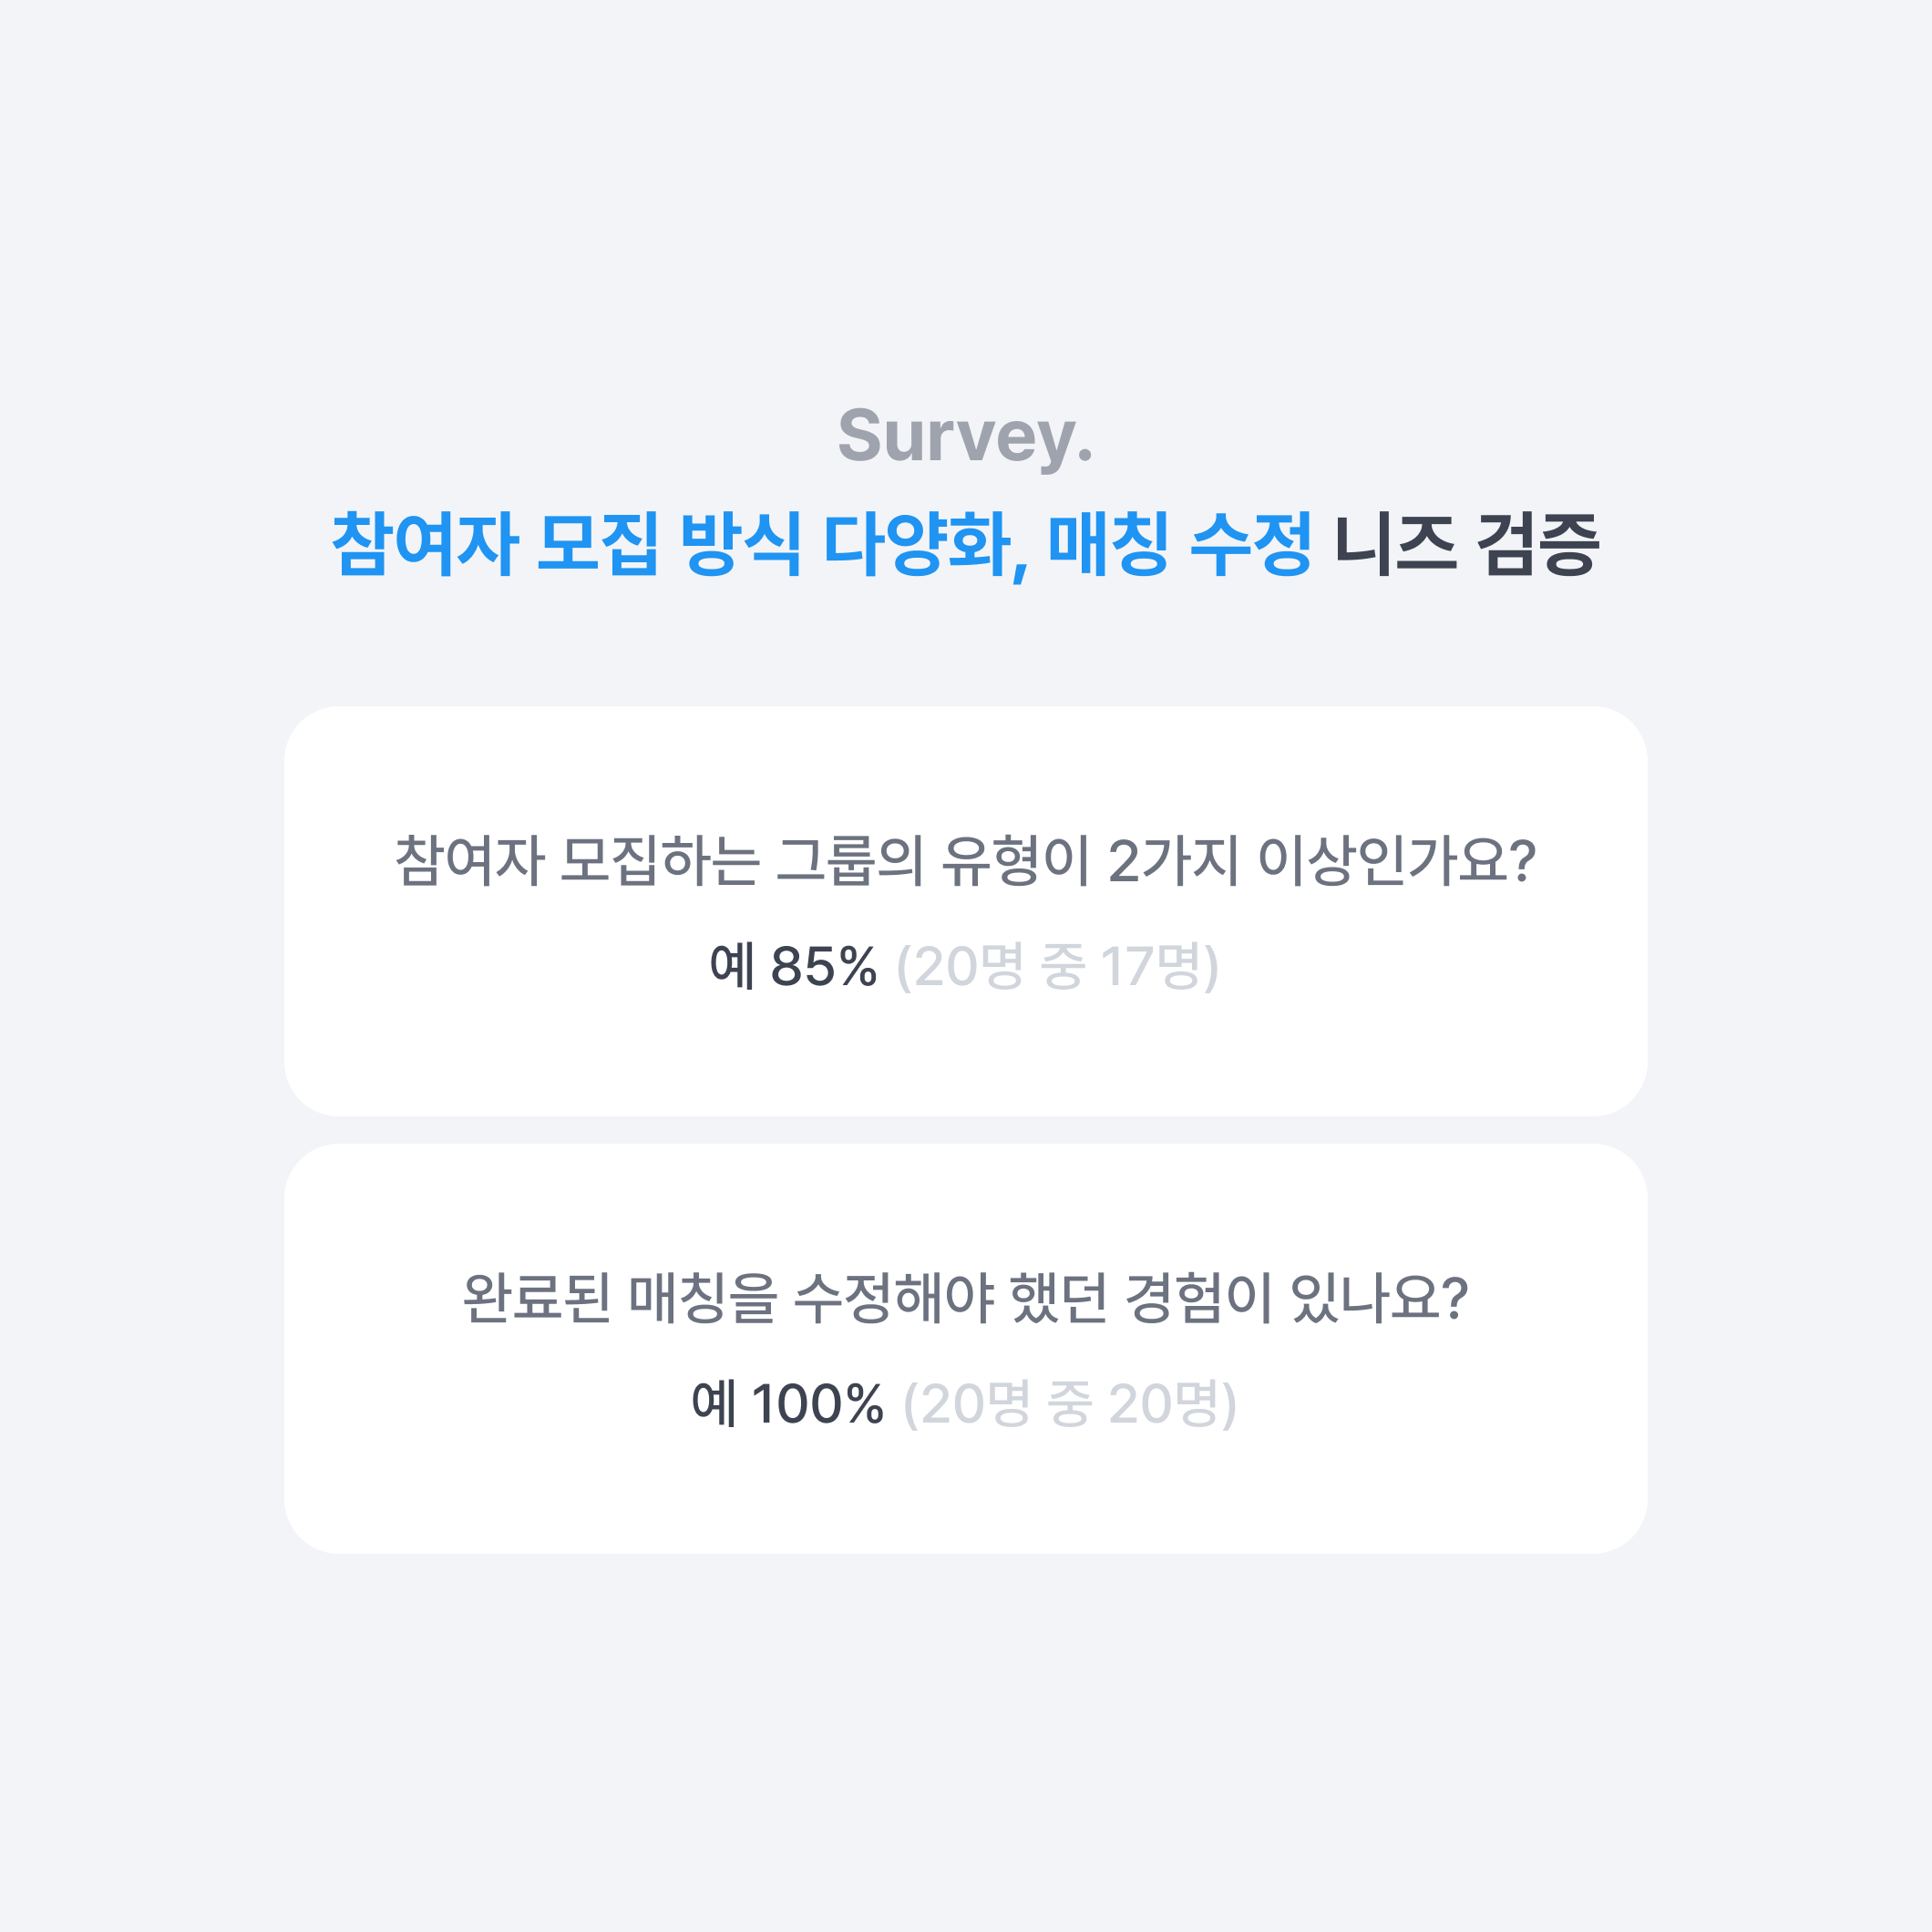 Survey.
참여자 모집 방식 다양화, 매칭 수정 니즈 검증
참여자 모집하는 그룹의 유형이 2가지 이상인가요?
예 85% (20명 중 17명)
완료된 매칭을 수정해야 했던 경험이 있나요?
예 100% (20명 중 20명)